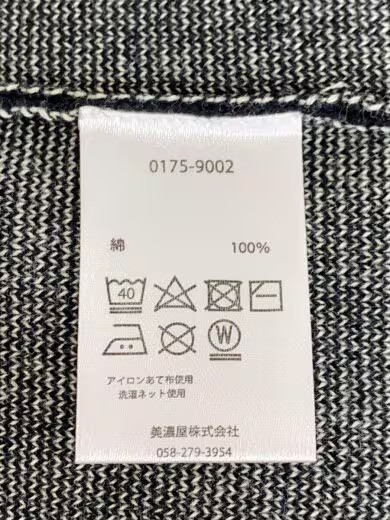 0175-9002
綿 100%
40
W
アイロンあて布使用
洗濯ネット使用
美濃屋株式会社
058-279-3954